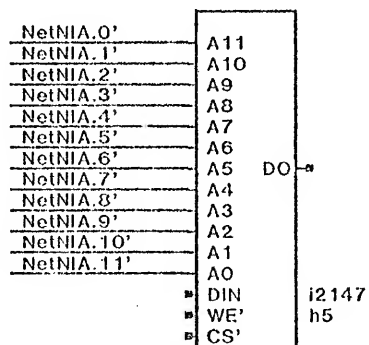 NetNIA.0' A11
NetNIA.1' A10
NetNIA.2' A9
NetNIA.3' A8
NetNIA.4' A7
NetNIA.5' A6
NetNIA.6' A5 DO
NetNIA.7' A4
NetNIA.8' A3
NetNIA.9' A2
NetNIA.10' A1
NetNIA.11' A0
DIN i2147
WE' h5
CS'